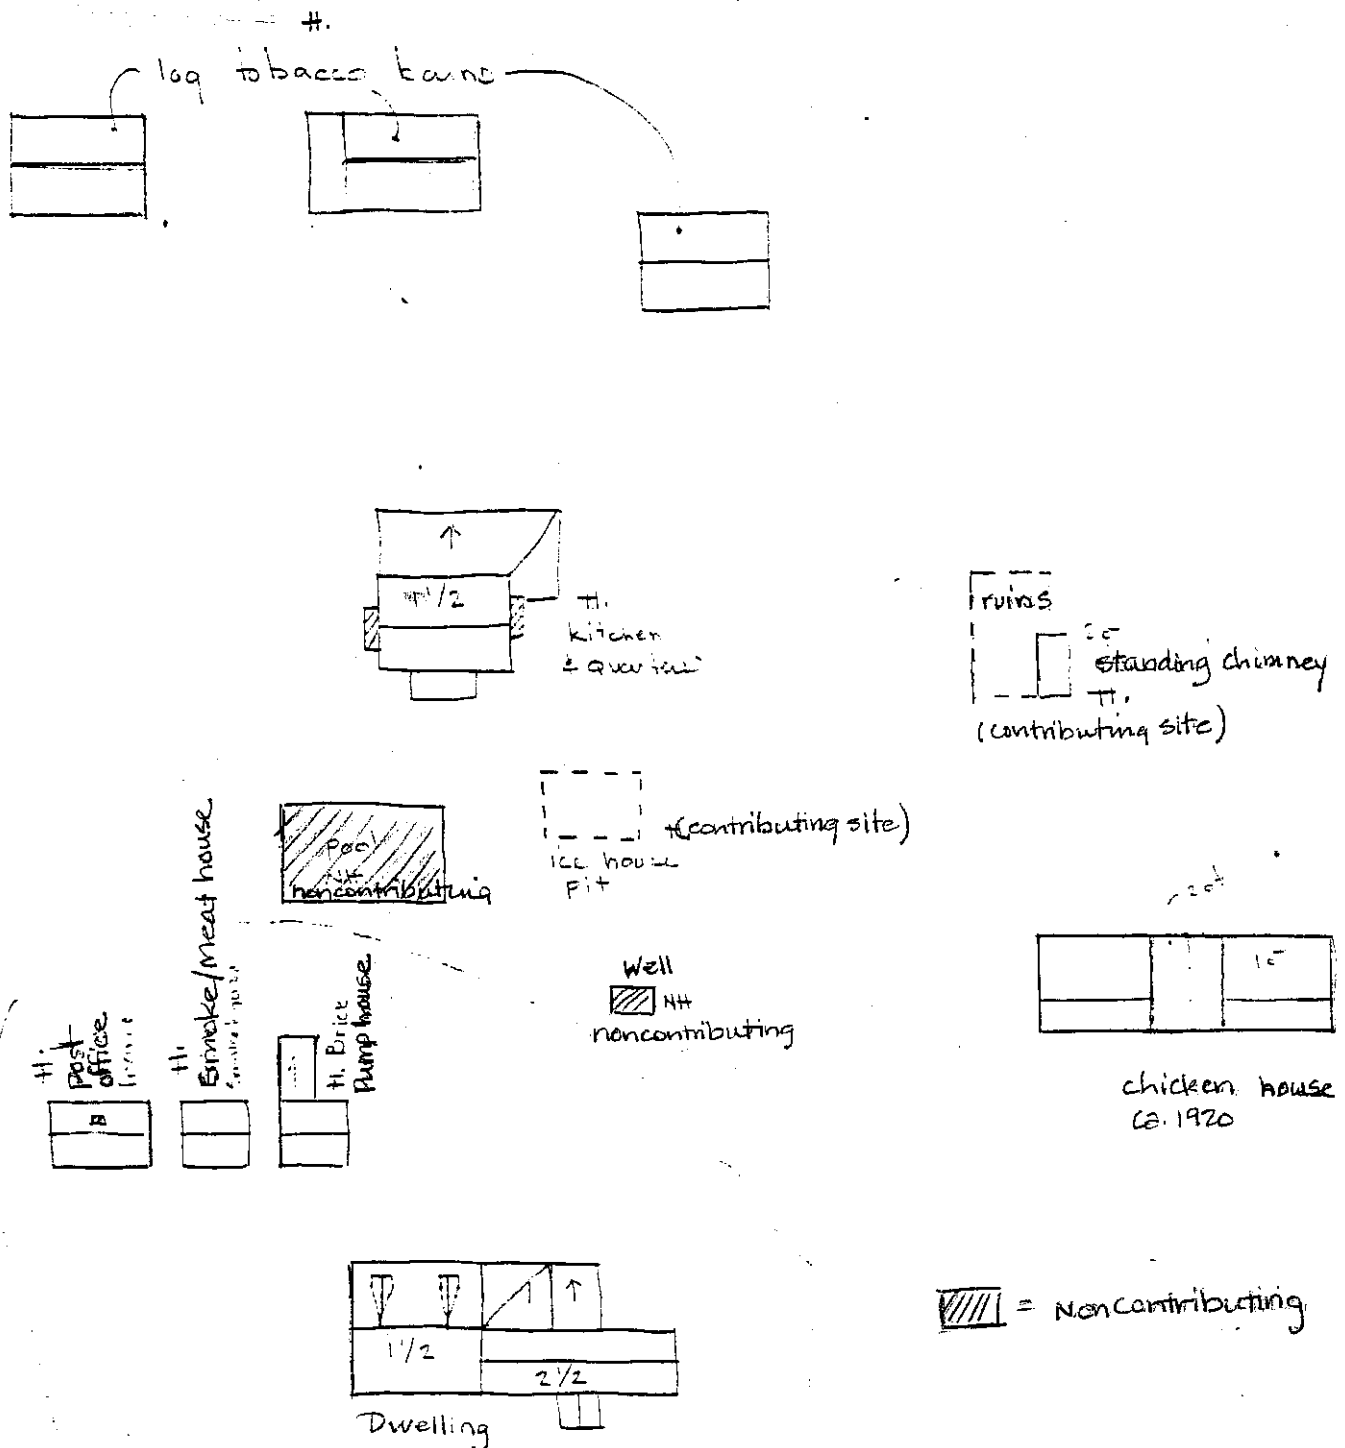 H.
log tobacco barns
1/2
H.
kitchen
& Quarters
ruins
standing chimney
H.
(contributing site)
Pool
NH
noncontributing
(contributing site)
ice house
pit
H.
Post
office
H.
Smoke/meat house
H. Brick
Pump house
Well
NH
noncontributing
chicken house
ca. 1920
1 1/2
2 1/2
Dwelling
= Noncontributing